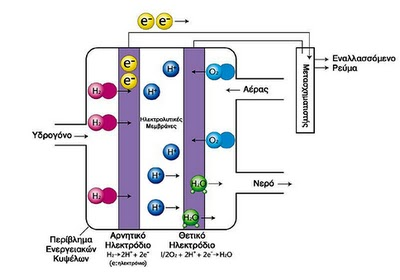 e⁻ e⁻
Εναλλασσόμενο
Ρεύμα
Μετασχηματιστής
e⁻
e⁻
H₂ H⁺ O₂
H⁺
Αέρας
H₂
Ηλεκτρολυτικές
Μεμβράνες
Υδρογόνο
H⁺ O₂
H⁺
H₂O Νερό
H₂
H⁺ H₂O
Περίβλημα
Ενεργειακών
Κυψέλων
Αρνητικό
Ηλεκτρόδιο
H₂→2H⁺+ 2e⁻
(e:ηλεκτρόνιο)
Θετικό
Ηλεκτρόδιο
1/2O₂ + 2H⁺ + 2e⁻→H₂O